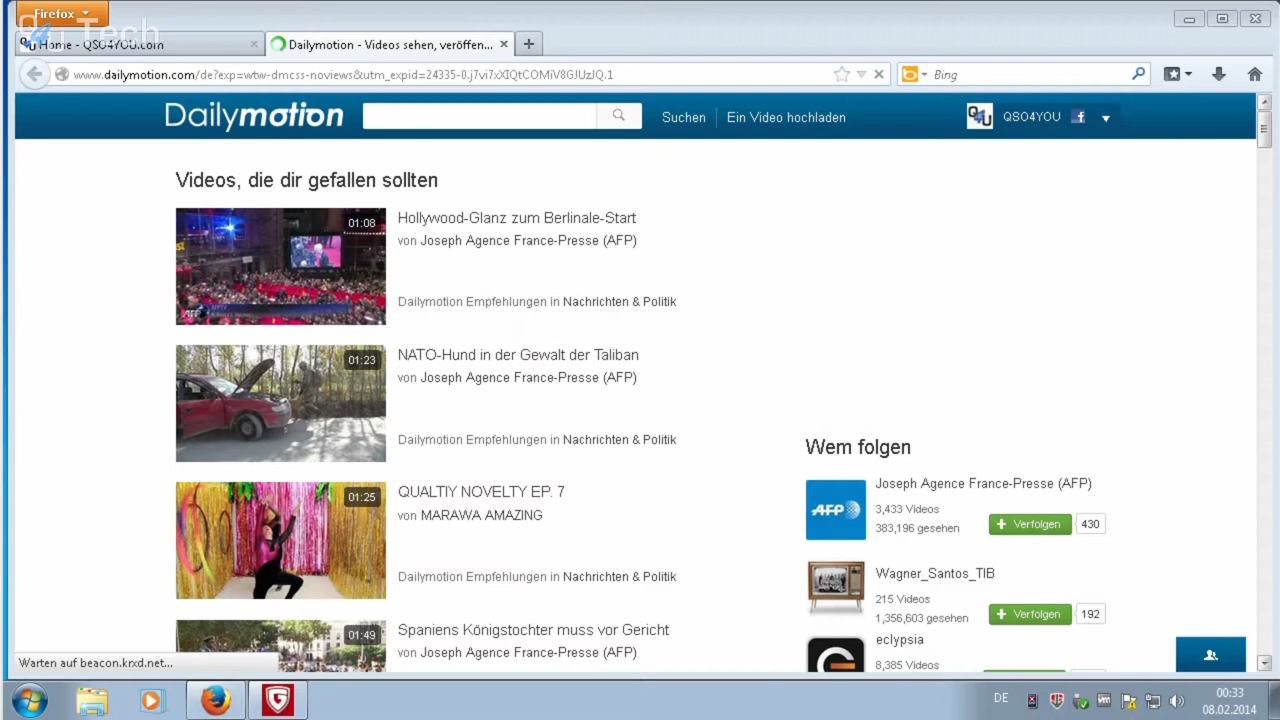 Firefox
Q4U Tech
Home - QSO4YOU.com
Dailymotion - Videos sehen, veröffen...
www.dailymotion.com/de?exp=wtw-dmcss-noviews&utm_expid=24335-0.j7vi7xXIQtCOMiV8GJUzJQ.1
Bing
Dailymotion
Suchen
Ein Video hochladen
QSO4YOU
Videos, die dir gefallen sollten
01:08
Hollywood-Glanz zum Berlinale-Start
von Joseph Agence France-Presse (AFP)
AFP
Dailymotion Empfehlungen in Nachrichten & Politik
01:23
NATO-Hund in der Gewalt der Taliban
von Joseph Agence France-Presse (AFP)
Dailymotion Empfehlungen in Nachrichten & Politik
01:25
QUALTIY NOVELTY EP. 7
von MARAWA AMAZING
Dailymotion Empfehlungen in Nachrichten & Politik
01:49
Spaniens Königstochter muss vor Gericht
von Joseph Agence France-Presse (AFP)
Wem folgen
AFP
Joseph Agence France-Presse (AFP)
3,433 Videos
383,196 gesehen
Verfolgen
430
Wagner_Santos_TIB
215 Videos
1,356,603 gesehen
Verfolgen
192
eclypsia
8,385 Videos
Warten auf beacon.krxd.net...
DE
00:33
08.02.2014